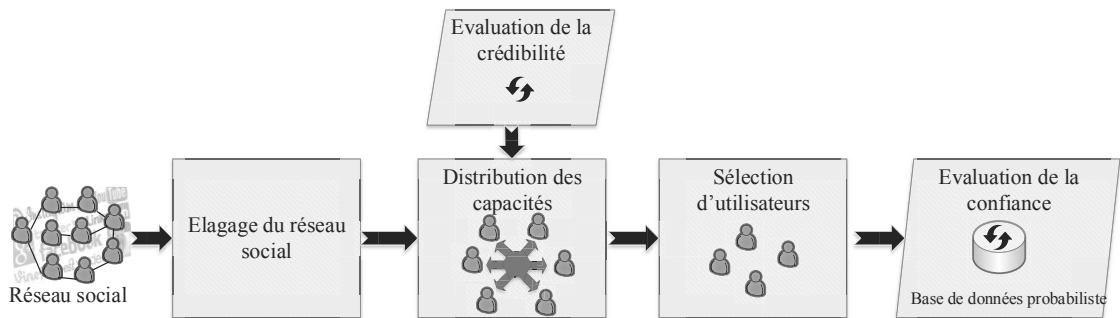 Evaluation de la
crédibilité
Distribution des
capacités
Sélection
d’utilisateurs
Evaluation de la
confiance
Elagage du réseau
social
Facebook
Réseau social
Base de données probabiliste